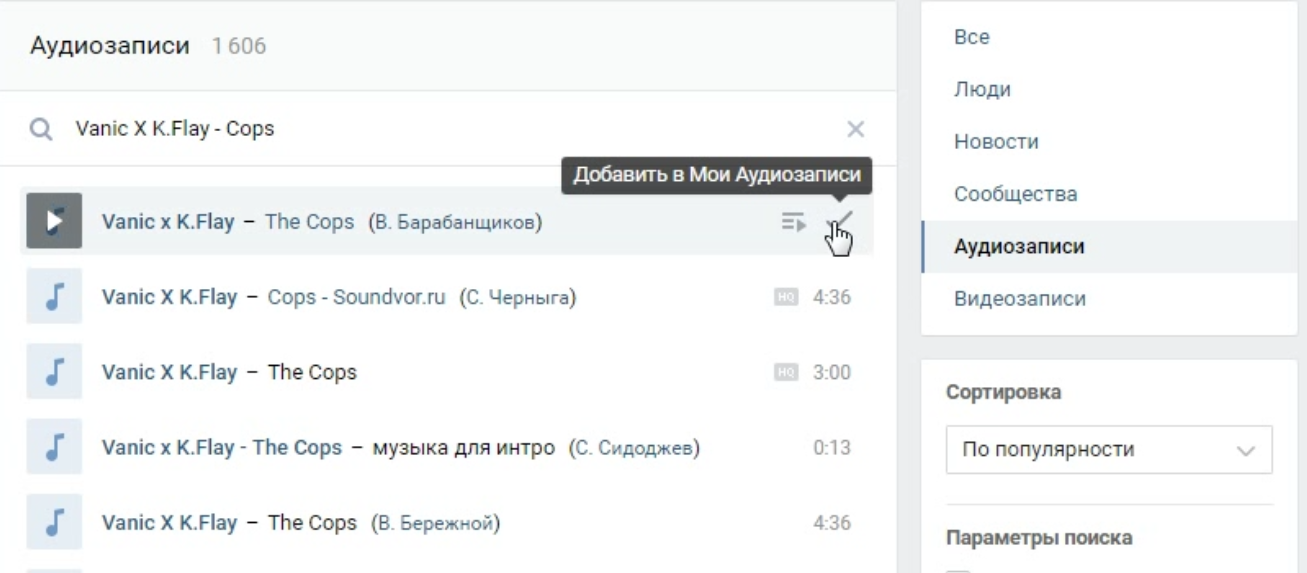 Аудиозаписи 1 606
Vanic X K.Flay - Cops
Добавить в Мои Аудиозаписи
Vanic x K.Flay – The Cops (В. Барабанщиков)
Vanic X K.Flay – Cops - Soundvor.ru (С. Черныга) HQ 4:36
Vanic X K.Flay – The Cops HQ 3:00
Vanic x K.Flay - The Cops – музыка для интро (С. Сидоджев) 0:13
Vanic X K.Flay – The Cops (В. Бережной) 4:36
Все
Люди
Новости
Сообщества
Аудиозаписи
Видеозаписи
Сортировка
По популярности
Параметры поиска